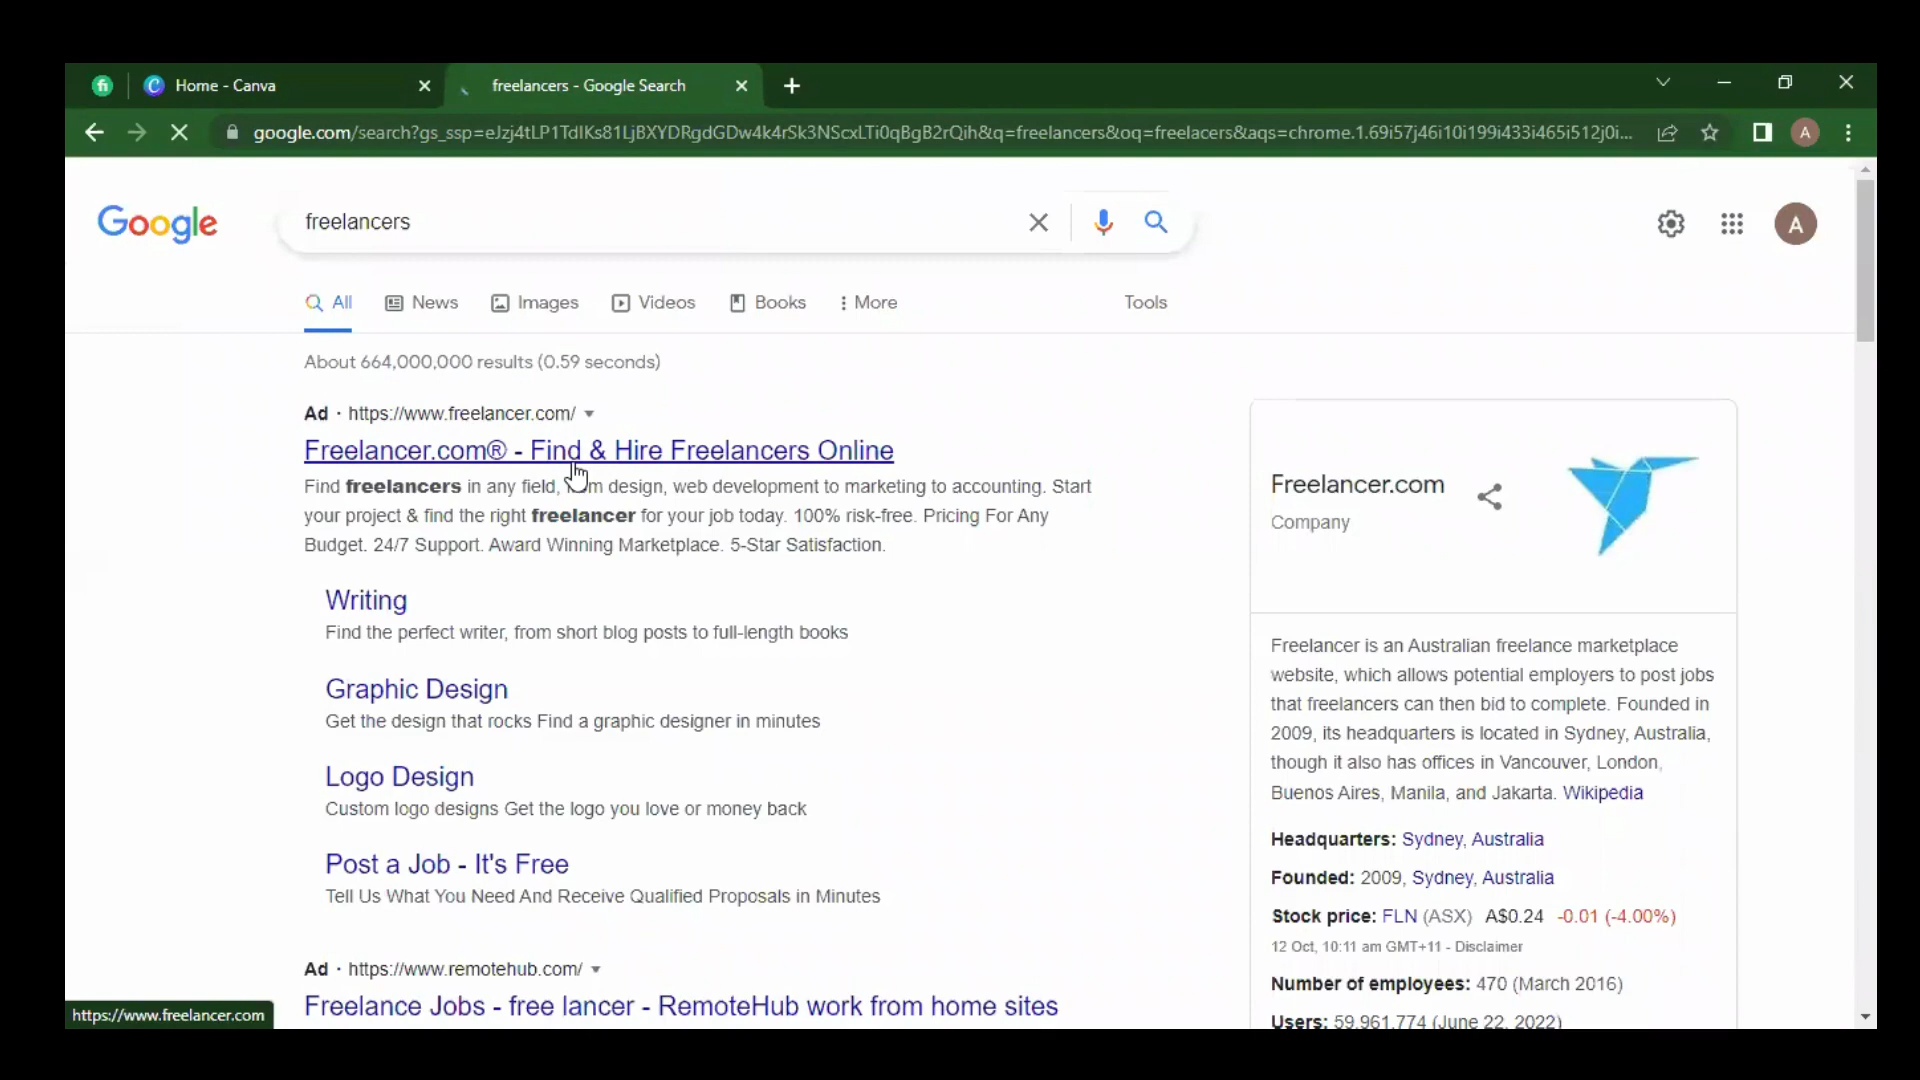 fi
C Home - Canva
freelancers - Google Search
google.com/search?gs_ssp=eJzj4tLP1TdIKs81LjBXYDRgdGDw4k4rSk3NScxLTi0qBgB2rQih&q=freelancers&oq=freelacers&aqs=chrome.1.69i57j46i10i199i433i465i512j0i...
A
Google
freelancers
A
All
News
Images
Videos
Books
More
Tools
About 664,000,000 results (0.59 seconds)
Ad · https://www.freelancer.com/
Freelancer.com® - Find & Hire Freelancers Online
Find freelancers in any field, design, web development to marketing to accounting. Start
your project & find the right freelancer for your job today. 100% risk-free. Pricing For Any
Budget. 24/7 Support. Award Winning Marketplace. 5-Star Satisfaction.
Writing
Find the perfect writer, from short blog posts to full-length books
Graphic Design
Get the design that rocks Find a graphic designer in minutes
Logo Design
Custom logo designs Get the logo you love or money back
Post a Job - It's Free
Tell Us What You Need And Receive Qualified Proposals in Minutes
Ad · https://www.remotehub.com/
Freelance Jobs - free lancer - RemoteHub work from home sites
https://www.freelancer.com
Freelancer.com
Company
Freelancer is an Australian freelance marketplace
website, which allows potential employers to post jobs
that freelancers can then bid to complete. Founded in
2009, its headquarters is located in Sydney, Australia,
though it also has offices in Vancouver, London,
Buenos Aires, Manila, and Jakarta. Wikipedia
Headquarters: Sydney, Australia
Founded: 2009, Sydney, Australia
Stock price: FLN (ASX) A$0.24 -0.01 (-4.00%)
12 Oct, 10:11 am GMT+11 - Disclaimer
Number of employees: 470 (March 2016)
Users: 59,961,774 (June 22, 2022)